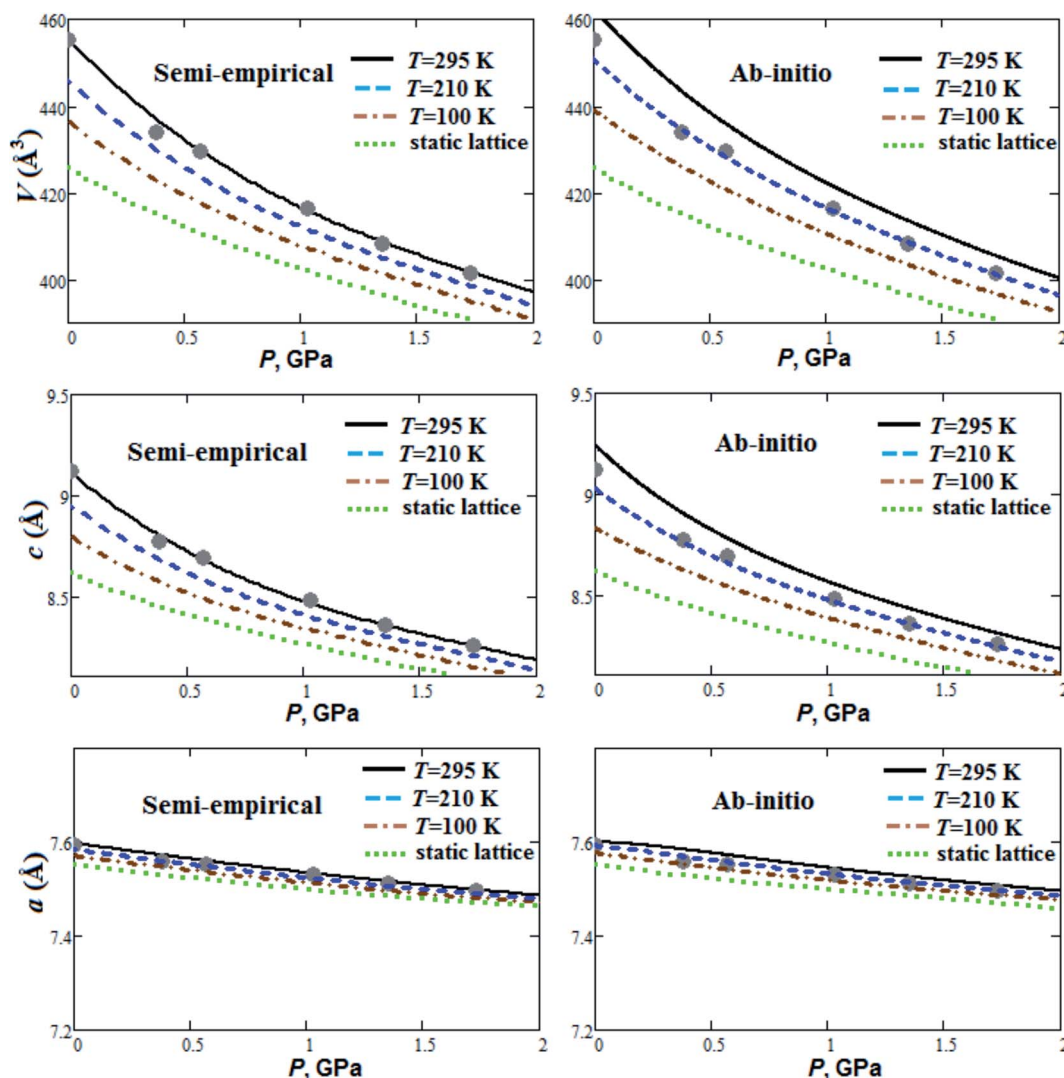 460
440
420
400
V (Å³)
Semi-empirical
T=295 K
T=210 K
T=100 K
static lattice
0
0.5
1
1.5
2
P, GPa
460
440
420
400
Ab-initio
T=295 K
T=210 K
T=100 K
static lattice
0
0.5
1
1.5
2
P, GPa
9.5
9
8.5
c (Å)
Semi-empirical
T=295 K
T=210 K
T=100 K
static lattice
0
0.5
1
1.5
2
P, GPa
9.5
9
8.5
Ab-initio
T=295 K
T=210 K
T=100 K
static lattice
0
0.5
1
1.5
2
P, GPa
7.6
7.4
7.2
a (Å)
Semi-empirical
T=295 K
T=210 K
T=100 K
static lattice
0
0.5
1
1.5
2
P, GPa
7.6
7.4
7.2
Ab-initio
T=295 K
T=210 K
T=100 K
static lattice
0
0.5
1
1.5
2
P, GPa